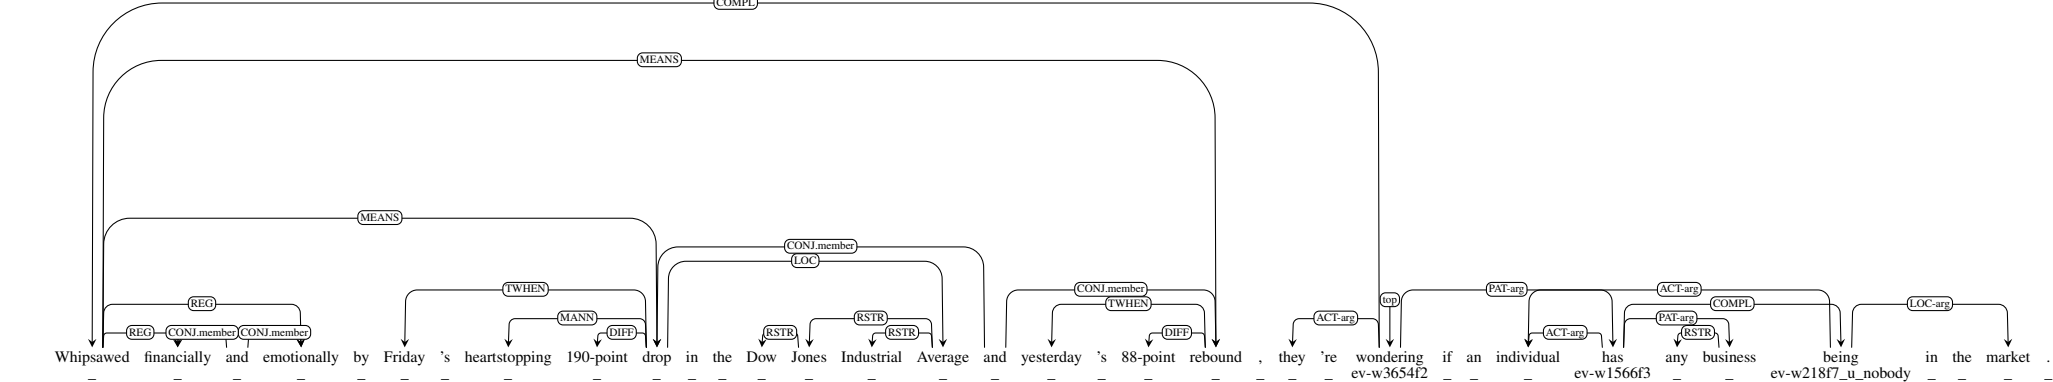 COMPL
MEANS
MEANS
CONJ.member
LOC
TWHEN CONJ.member PAT-arg ACT-arg
top
REG TWHEN COMPL LOC-arg
MANN RSTR ACT-arg PAT-arg
REG CONJ.member CONJ.member DIFF RSTR RSTR DIFF ACT-arg RSTR
Whipsawed financially and emotionally by Friday 's heartstopping 190-point drop in the Dow Jones Industrial Average and yesterday 's 88-point rebound , they 're wondering if an individual has any business being in the market .
_ _ _ _ _ _ _ _ _ _ _ _ _ _ _ _ _ _ _ _ _ _ _ _ ev-w3654f2 _ _ _ ev-w1566f3 _ _ ev-w218f7_u_nobody _ _ _ _